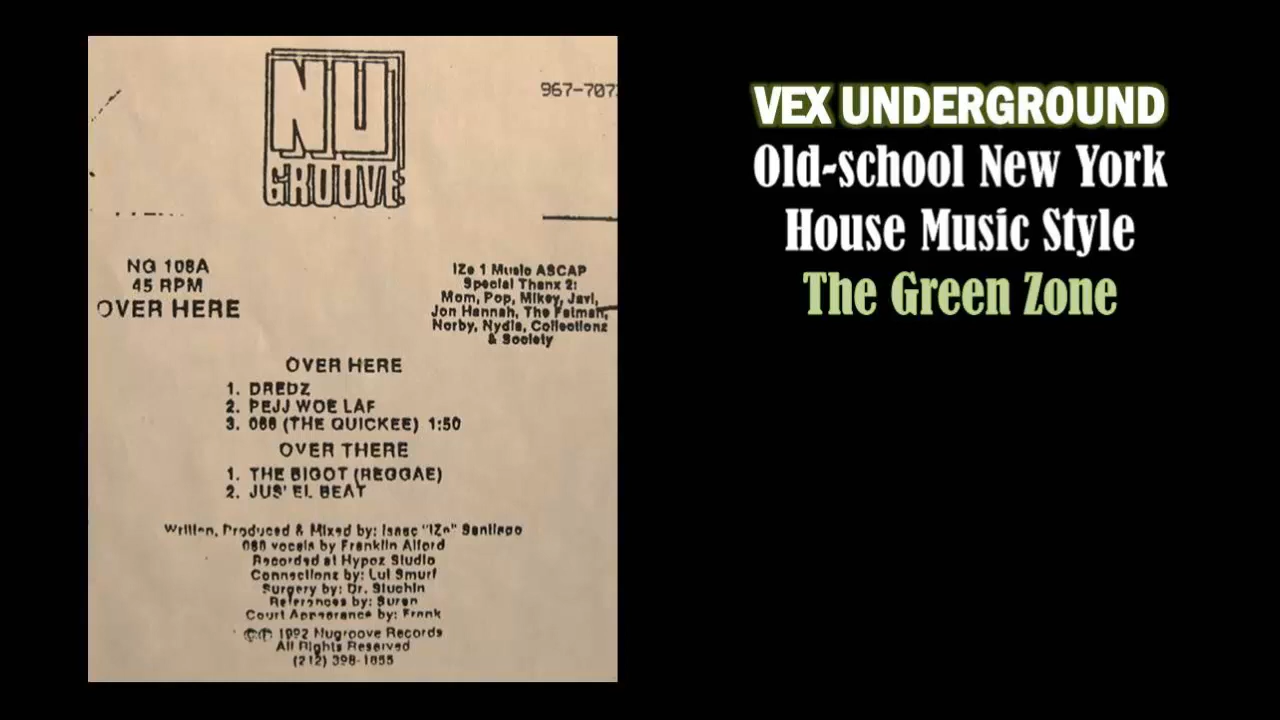 NU
GROOVE
967-707
NG 108A
45 RPM
OVER HERE
IZe 1 Music ASCAP
Special Thanx 2:
Mom, Pop, Mikey, Javi,
Jon Hannah, The Fatman,
Norby, Nydia, Collectionz
& Society
OVER HERE
1. DREDZ
2. PEJJ WOE LAF
3. 066 (THE QUICKEE) 1:50
OVER THERE
1. THE BIGOT (REGGAE)
2. JUS' EL BEAT
Written, Produced & Mixed by: Isaac "IZe" Santiago
vocals by Franklin Alford
Recorded at Hypoz Studio
Connectionz by: Lul Smurf
Surgery by: Dr. Stuchin
References by: Suren
Court Appearance by: Frank
©℗ 1992 Nugroove Records
All Rights Reserved
(212) 398-1855
VEX UNDERGROUND
Old-school New York
House Music Style
The Green Zone